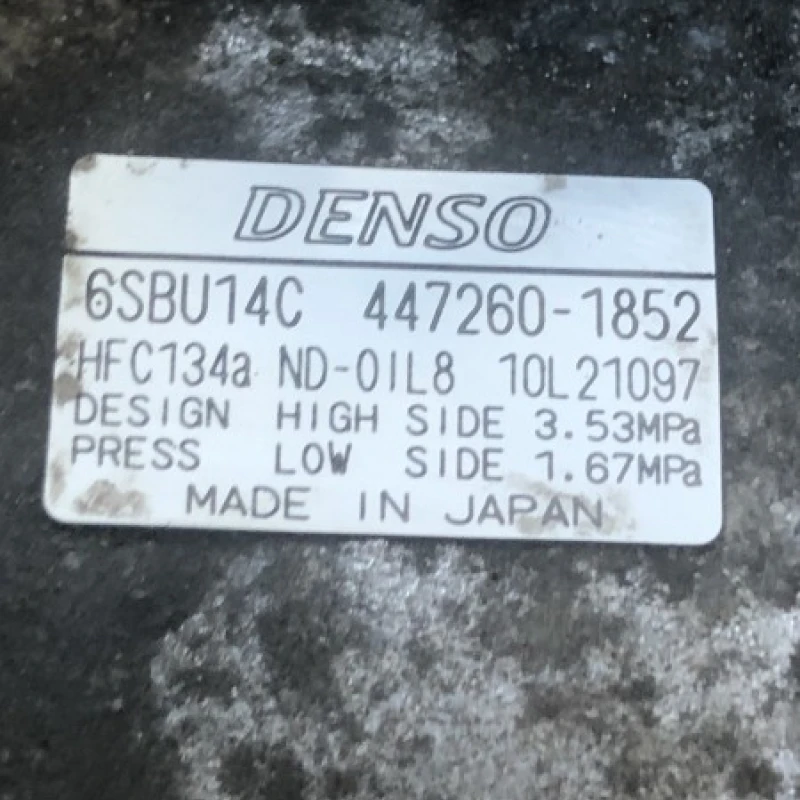 DENSO
6SBU14C 447260-1852
HFC134a ND-OIL8 10L21097
DESIGN HIGH SIDE 3.53MPa
PRESS LOW SIDE 1.67MPa
MADE IN JAPAN